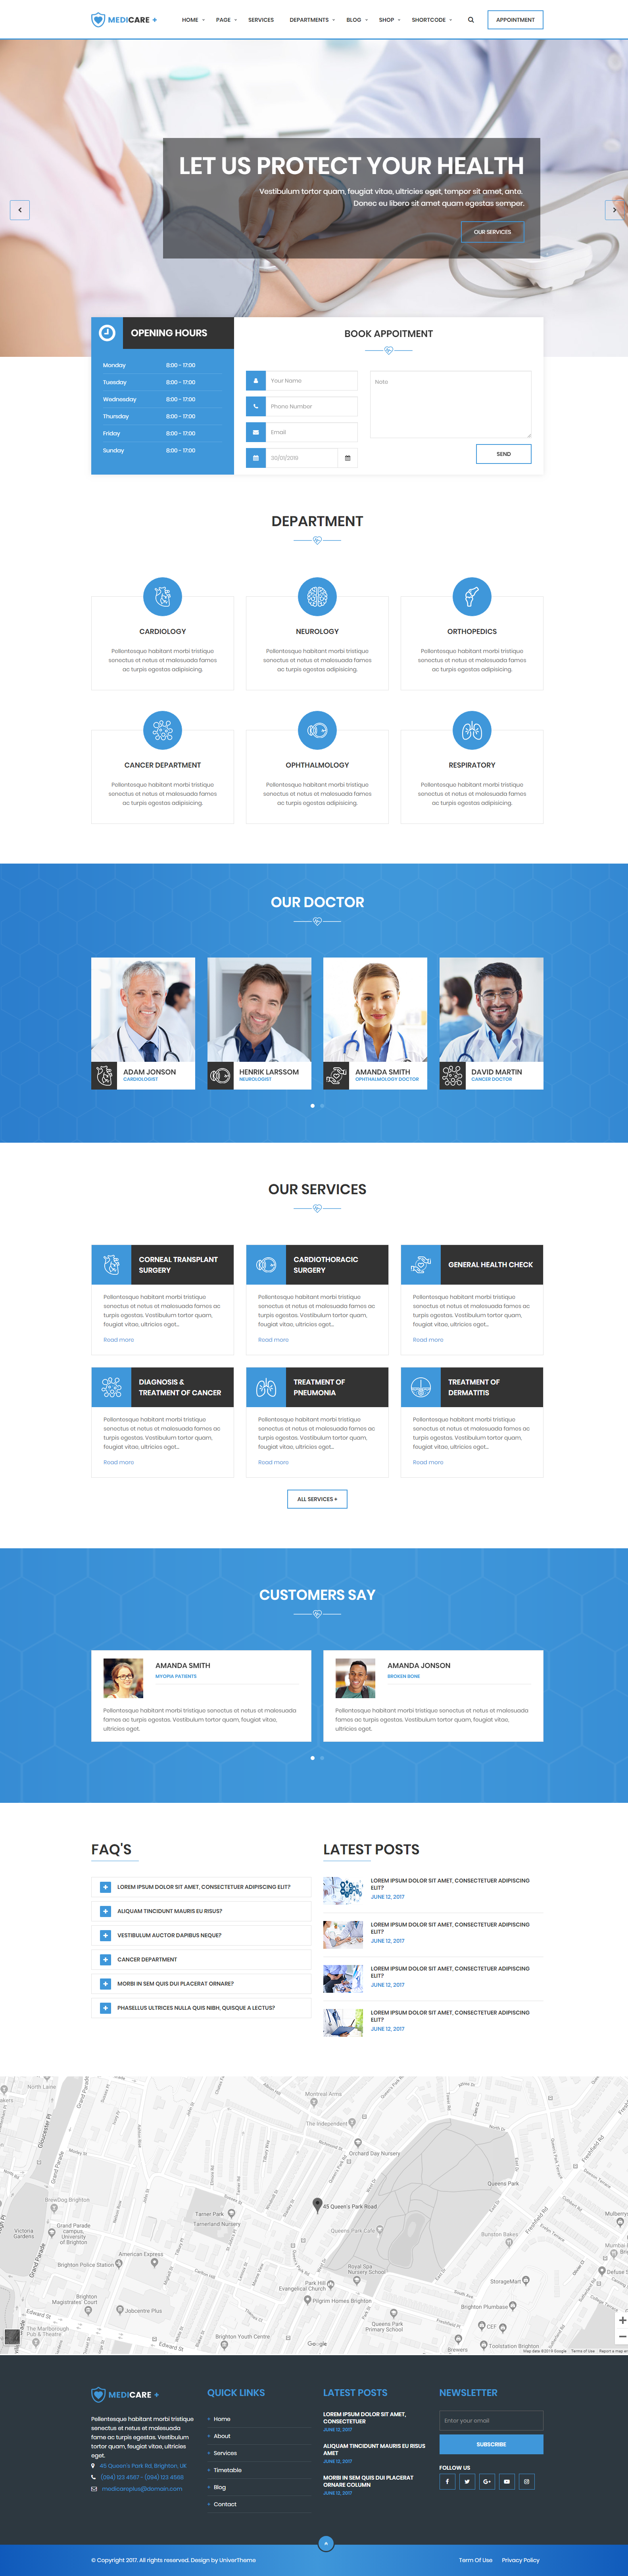 MEDICARE +
HOME PAGE SERVICES DEPARTMENTS BLOG SHOP SHORTCODE
APPOINTMENT
LET US PROTECT YOUR HEALTH
Vestibulum tortor quam, feugiat vitae, ultricies eget, tempor sit amet, ante.
Donec eu libero sit amet quam egestas semper.
OUR SERVICES
OPENING HOURS
Monday 8:00 - 17:00
Tuesday 8:00 - 17:00
Wednesday 8:00 - 17:00
Thursday 8:00 - 17:00
Friday 8:00 - 17:00
Sunday 8:00 - 17:00
BOOK APPOITMENT
Your Name
Phone Number
Email
30/01/2019
Note
SEND
DEPARTMENT
CARDIOLOGY
Pellentesque habitant morbi tristique
senectus et netus et malesuada fames
ac turpis egestas adipisicing.
NEUROLOGY
Pellentesque habitant morbi tristique
senectus et netus et malesuada fames
ac turpis egestas adipisicing.
ORTHOPEDICS
Pellentesque habitant morbi tristique
senectus et netus et malesuada fames
ac turpis egestas adipisicing.
CANCER DEPARTMENT
Pellentesque habitant morbi tristique
senectus et netus et malesuada fames
ac turpis egestas adipisicing.
OPHTHALMOLOGY
Pellentesque habitant morbi tristique
senectus et netus et malesuada fames
ac turpis egestas adipisicing.
RESPIRATORY
Pellentesque habitant morbi tristique
senectus et netus et malesuada fames
ac turpis egestas adipisicing.
OUR DOCTOR
ADAM JONSON
CARDIOLOGIST
HENRIK LARSSOM
NEUROLOGIST
AMANDA SMITH
OPHTHALMOLOGY DOCTOR
DAVID MARTIN
CANCER DOCTOR
OUR SERVICES
CORNEAL TRANSPLANT
SURGERY
Pellentesque habitant morbi tristique
senectus et netus et malesuada fames ac
turpis egestas. Vestibulum tortor quam,
feugiat vitae, ultricies eget...
Read more
CARDIOTHORACIC
SURGERY
Pellentesque habitant morbi tristique
senectus et netus et malesuada fames ac
turpis egestas. Vestibulum tortor quam,
feugiat vitae, ultricies eget...
Read more
GENERAL HEALTH CHECK
Pellentesque habitant morbi tristique
senectus et netus et malesuada fames ac
turpis egestas. Vestibulum tortor quam,
feugiat vitae, ultricies eget...
Read more
DIAGNOSIS &
TREATMENT OF CANCER
Pellentesque habitant morbi tristique
senectus et netus et malesuada fames ac
turpis egestas. Vestibulum tortor quam,
feugiat vitae, ultricies eget...
Read more
TREATMENT OF
PNEUMONIA
Pellentesque habitant morbi tristique
senectus et netus et malesuada fames ac
turpis egestas. Vestibulum tortor quam,
feugiat vitae, ultricies eget...
Read more
TREATMENT OF
DERMATITIS
Pellentesque habitant morbi tristique
senectus et netus et malesuada fames ac
turpis egestas. Vestibulum tortor quam,
feugiat vitae, ultricies eget...
Read more
ALL SERVICES +
CUSTOMERS SAY
AMANDA SMITH
MYOPIA PATIENTS
Pellentesque habitant morbi tristique senectus et netus et malesuada
fames ac turpis egestas. Vestibulum tortor quam, feugiat vitae,
ultricies eget.
AMANDA JONSON
BROKEN BONE
Pellentesque habitant morbi tristique senectus et netus et malesuada
fames ac turpis egestas. Vestibulum tortor quam, feugiat vitae,
ultricies eget.
FAQ'S
LOREM IPSUM DOLOR SIT AMET, CONSECTETUER ADIPISCING ELIT?
ALIQUAM TINCIDUNT MAURIS EU RISUS?
VESTIBULUM AUCTOR DAPIBUS NEQUE?
CANCER DEPARTMENT
MORBI IN SEM QUIS DUI PLACERAT ORNARE?
PHASELLUS ULTRICES NULLA QUIS NIBH, QUISQUE A LECTUS?
LATEST POSTS
LOREM IPSUM DOLOR SIT AMET, CONSECTETUER ADIPISCING
ELIT?
JUNE 12, 2017
LOREM IPSUM DOLOR SIT AMET, CONSECTETUER ADIPISCING
ELIT?
JUNE 12, 2017
LOREM IPSUM DOLOR SIT AMET, CONSECTETUER ADIPISCING
ELIT?
JUNE 12, 2017
LOREM IPSUM DOLOR SIT AMET, CONSECTETUER ADIPISCING
ELIT?
JUNE 12, 2017
North Laine
Montreal Arms
The Independent
Orchard Day Nursery
Queens Park
Gloucester Pl
Grand Parade
BrewDog Brighton
45 Queen's Park Road
Tarner Park
Tarnerland Nursery
Queens Park Cafe
Bunston Bakes
Freshfield Rd
Victoria
Gardens
Grand Parade
campus,
University
of Brighton
American Express
Brighton Police Station
Royal Spa
Nursery School
Park Hill
Evangelical Church
StorageMart
Brighton
Magistrates' Court
Jobcentre Plus
Pilgrim Homes Brighton
Brighton Plumbase
Edward St
The Marlborough
Pub & Theatre
Brighton Youth Centre
Queens Park
Primary School
CEF
Edward St
Google
Brewers
Toolstation Brighton
Map data ©2019 Google Terms of Use Report a map error
MEDICARE +
Pellentesque habitant morbi tristique
senectus et netus et malesuada
fames ac turpis egestas. Vestibulum
tortor quam, feugiat vitae, ultricies
eget.
45 Queen's Park Rd, Brighton, UK
(094) 123 4567 - (094) 123 4568
medicareplus@domain.com
QUICK LINKS
Home
About
Services
Timetable
Blog
Contact
LATEST POSTS
LOREM IPSUM DOLOR SIT AMET,
CONSECTETUER
JUNE 12, 2017
ALIQUAM TINCIDUNT MAURIS EU RISUS
AMET
JUNE 12, 2017
MORBI IN SEM QUIS DUI PLACERAT
ORNARE COLUMN
JUNE 12, 2017
NEWSLETTER
Enter your email
SUBSCRIBE
FOLLOW US
© Copyright 2017. All rights reserved. Design by UniverTheme
Term Of Use Privacy Policy